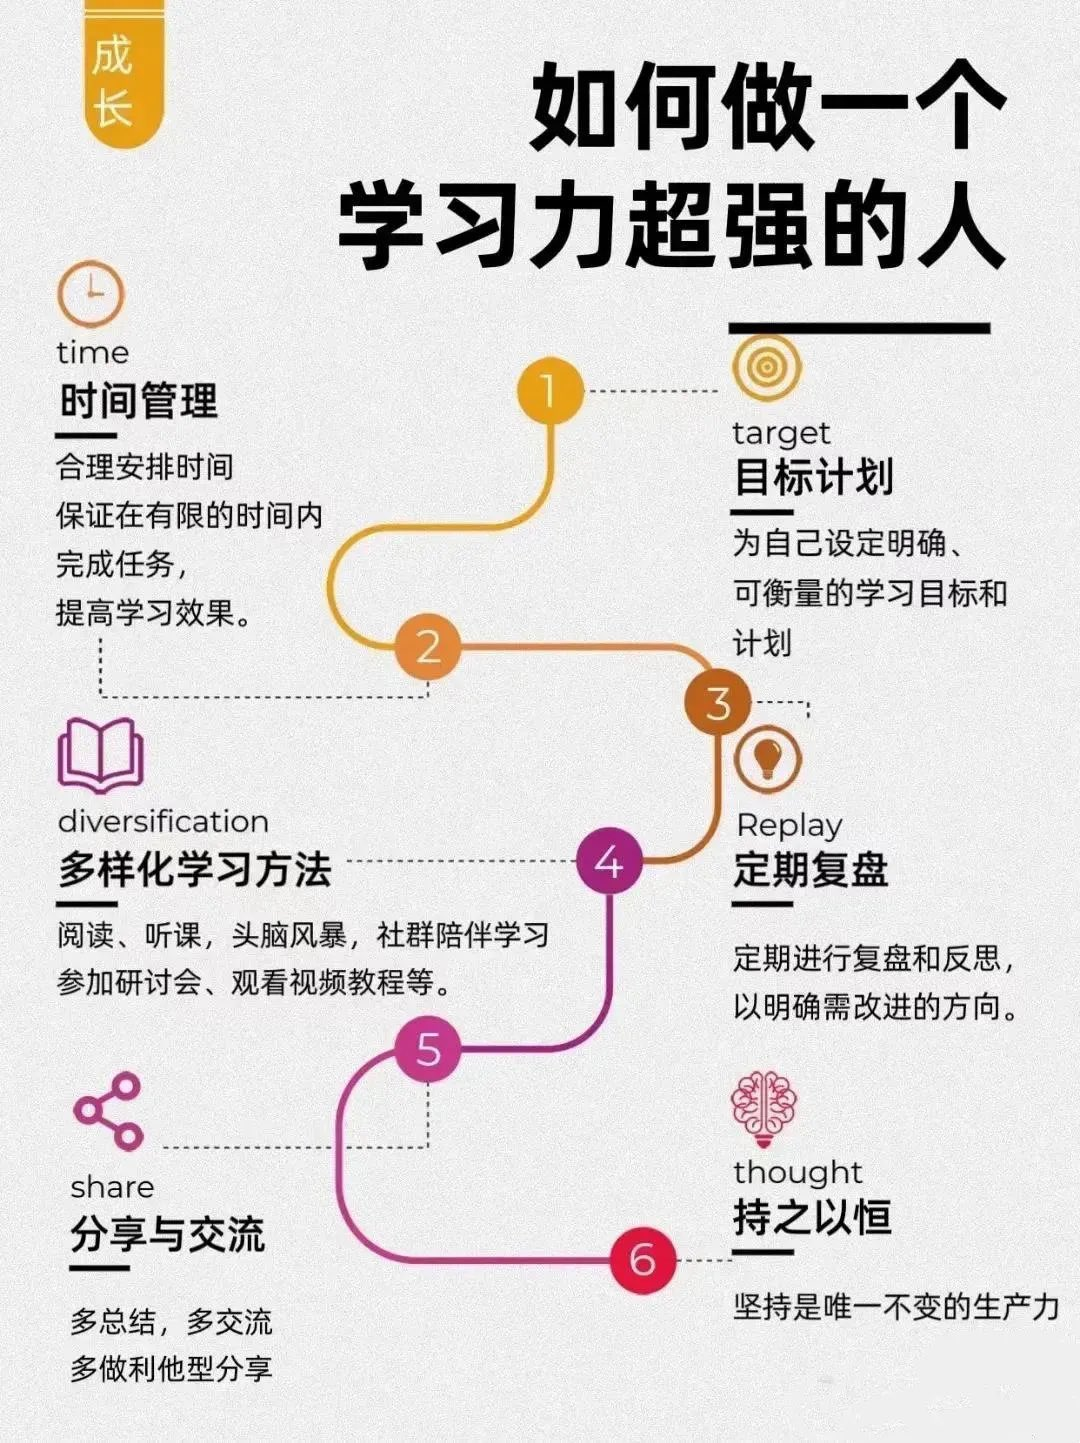 成
长
如何做一个
学习力超强的人
1
target
目标计划
为自己设定明确、
可衡量的学习目标和
计划
2
time
时间管理
合理安排时间
保证在有限的时间内
完成任务，
提高学习效果。
3
Replay
定期复盘
定期进行复盘和反思，
以明确需改进的方向。
4
diversification
多样化学习方法
阅读、听课，头脑风暴，社群陪伴学习
参加研讨会、观看视频教程等。
5
share
分享与交流
多总结，多交流
多做利他型分享
6
thought
持之以恒
坚持是唯一不变的生产力